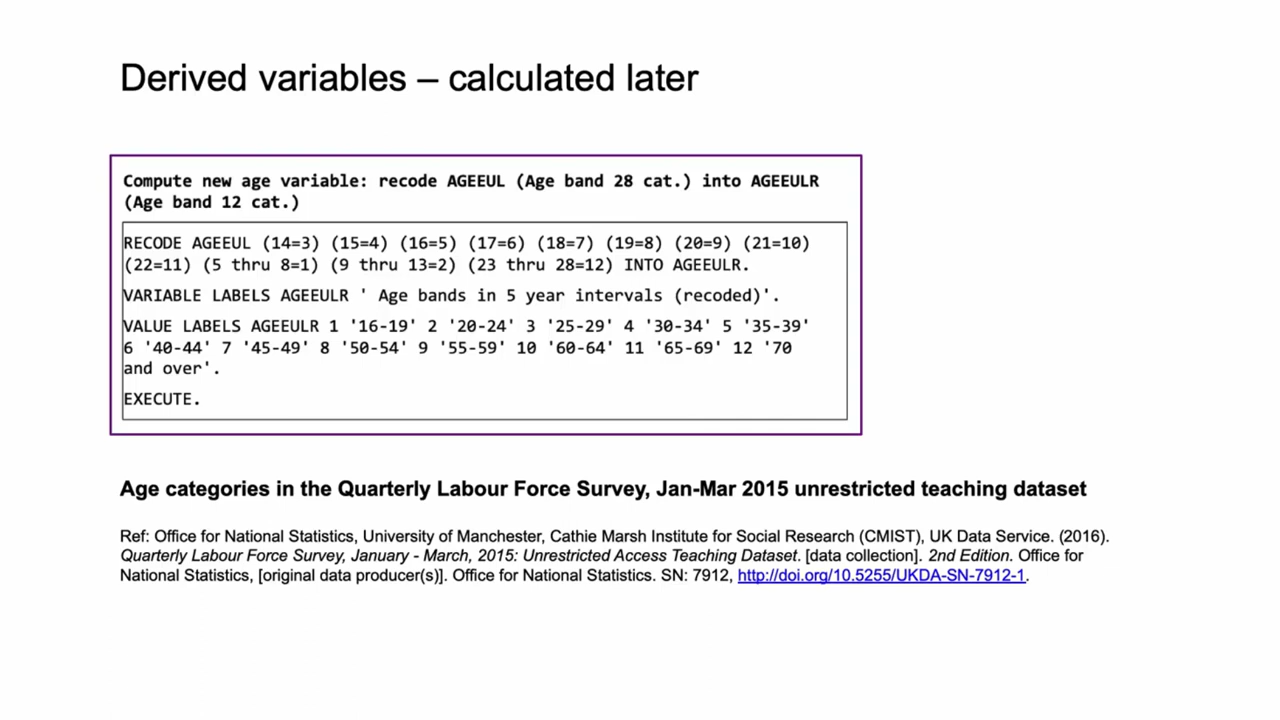 Derived variables – calculated later
Compute new age variable: recode AGEEUL (Age band 28 cat.) into AGEEULR
(Age band 12 cat.)
RECODE AGEEUL (14=3) (15=4) (16=5) (17=6) (18=7) (19=8) (20=9) (21=10)
(22=11) (5 thru 8=1) (9 thru 13=2) (23 thru 28=12) INTO AGEEULR.
VARIABLE LABELS AGEEULR ' Age bands in 5 year intervals (recoded)'.
VALUE LABELS AGEEULR 1 '16-19' 2 '20-24' 3 '25-29' 4 '30-34' 5 '35-39'
6 '40-44' 7 '45-49' 8 '50-54' 9 '55-59' 10 '60-64' 11 '65-69' 12 '70
and over'.
EXECUTE.
Age categories in the Quarterly Labour Force Survey, Jan-Mar 2015 unrestricted teaching dataset
Ref: Office for National Statistics, University of Manchester, Cathie Marsh Institute for Social Research (CMIST), UK Data Service. (2016).
Quarterly Labour Force Survey, January - March, 2015: Unrestricted Access Teaching Dataset. [data collection]. 2nd Edition. Office for
National Statistics, [original data producer(s)]. Office for National Statistics. SN: 7912, http://doi.org/10.5255/UKDA-SN-7912-1.